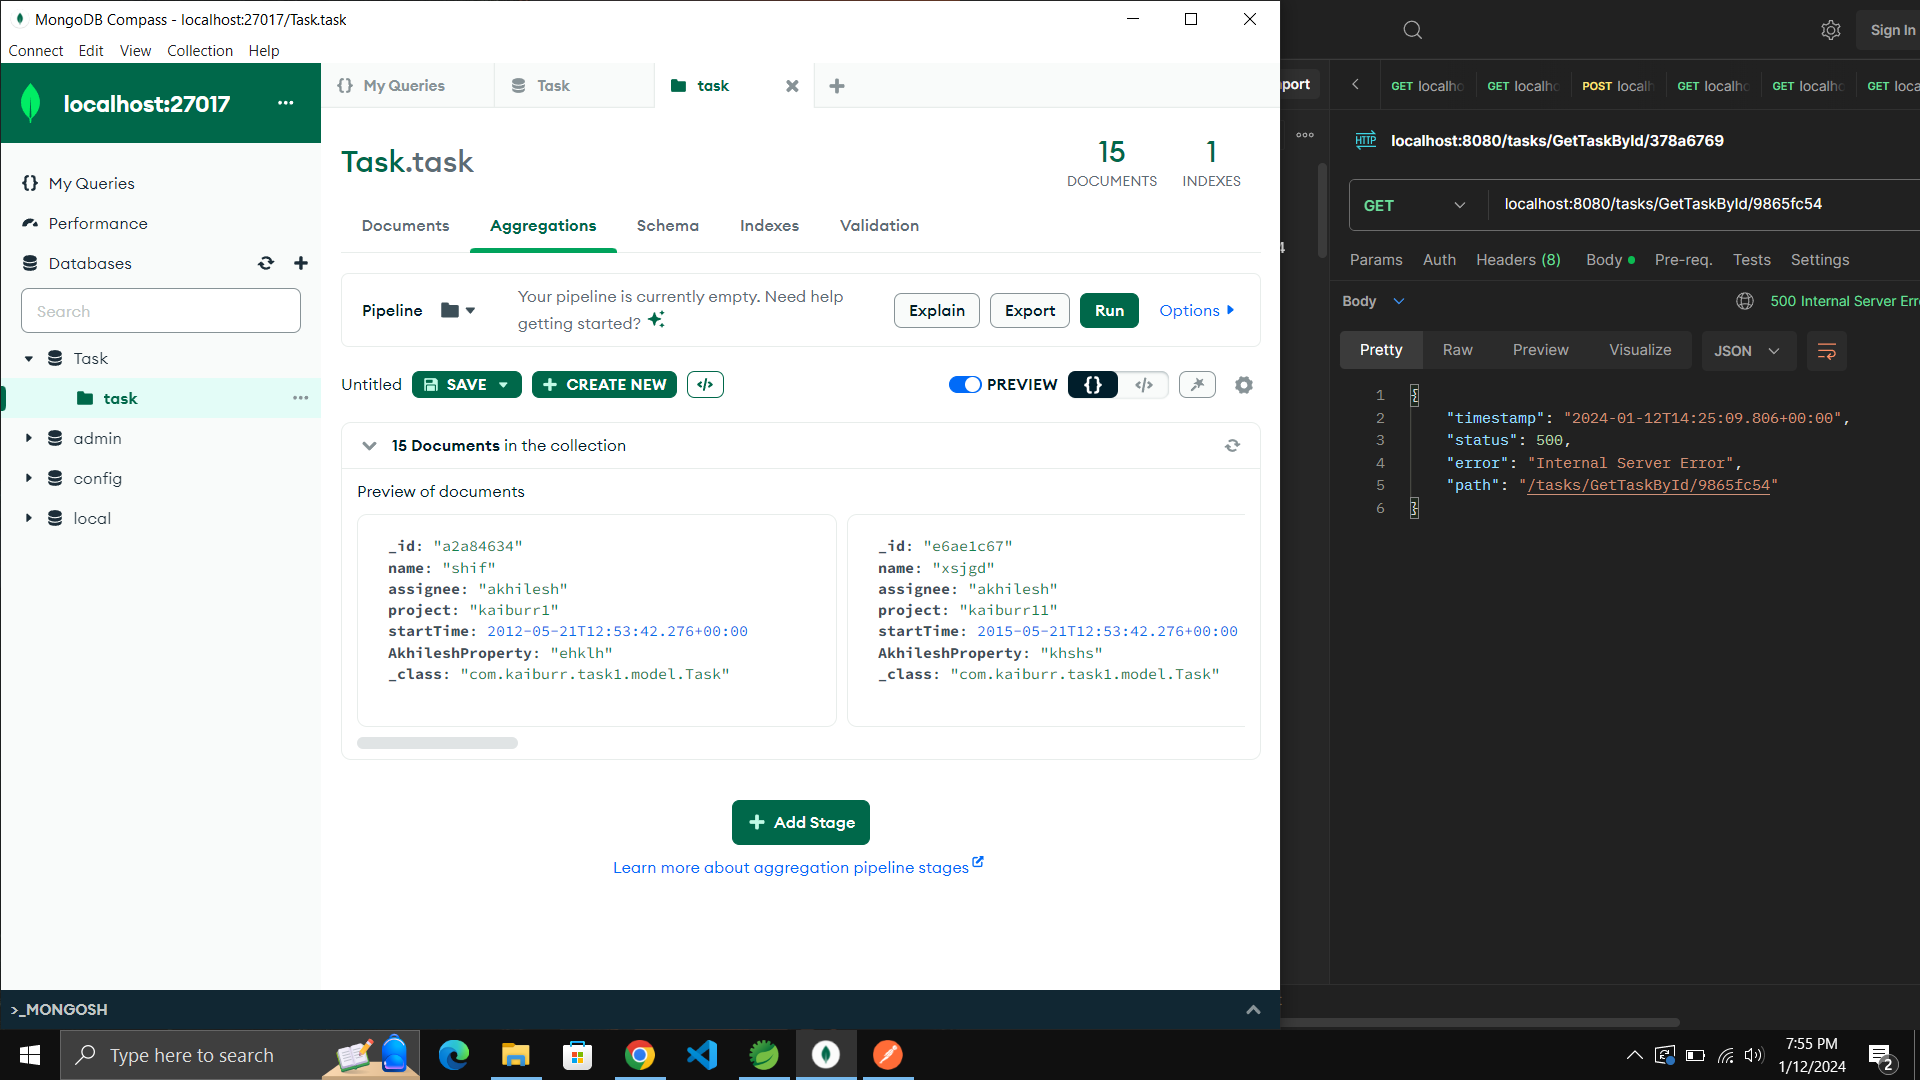 MongoDB Compass - localhost:27017/Task.task
Connect Edit View Collection Help
localhost:27017
My Queries
Performance
Databases
Search
Task
task
admin
config
local
{} My Queries
Task
task
Task.task
15
DOCUMENTS
1
INDEXES
Documents
Aggregations
Schema
Indexes
Validation
Pipeline
Your pipeline is currently empty. Need help
getting started?
Explain
Export
Run
Options
Untitled
SAVE
+ CREATE NEW
</>
PREVIEW
{}
</>
15 Documents in the collection
Preview of documents
_id: "a2a84634"
name: "shif"
assignee: "akhilesh"
project: "kaiburr1"
startTime: 2012-05-21T12:53:42.276+00:00
AkhileshProperty: "ehklh"
_class: "com.kaiburr.task1.model.Task"
_id: "e6ae1c67"
name: "xsjgd"
assignee: "akhilesh"
project: "kaiburr11"
startTime: 2015-05-21T12:53:42.276+00:00
AkhileshProperty: "khshs"
_class: "com.kaiburr.task1.model.Task"
+ Add Stage
Learn more about aggregation pipeline stages
>_MONGOSH
Sign In
port
GET localho
GET localho
POST locall
GET localho
GET localho
GET loca
HTTP localhost:8080/tasks/GetTaskById/378a6769
4
GET
localhost:8080/tasks/GetTaskById/9865fc54
Params Auth Headers (8) Body Pre-req. Tests Settings
Body
500 Internal Server Err
Pretty Raw Preview Visualize JSON
1 {
2 "timestamp": "2024-01-12T14:25:09.806+00:00",
3 "status": 500,
4 "error": "Internal Server Error",
5 "path": "/tasks/GetTaskById/9865fc54"
6 }
Type here to search
7:55 PM
1/12/2024
2